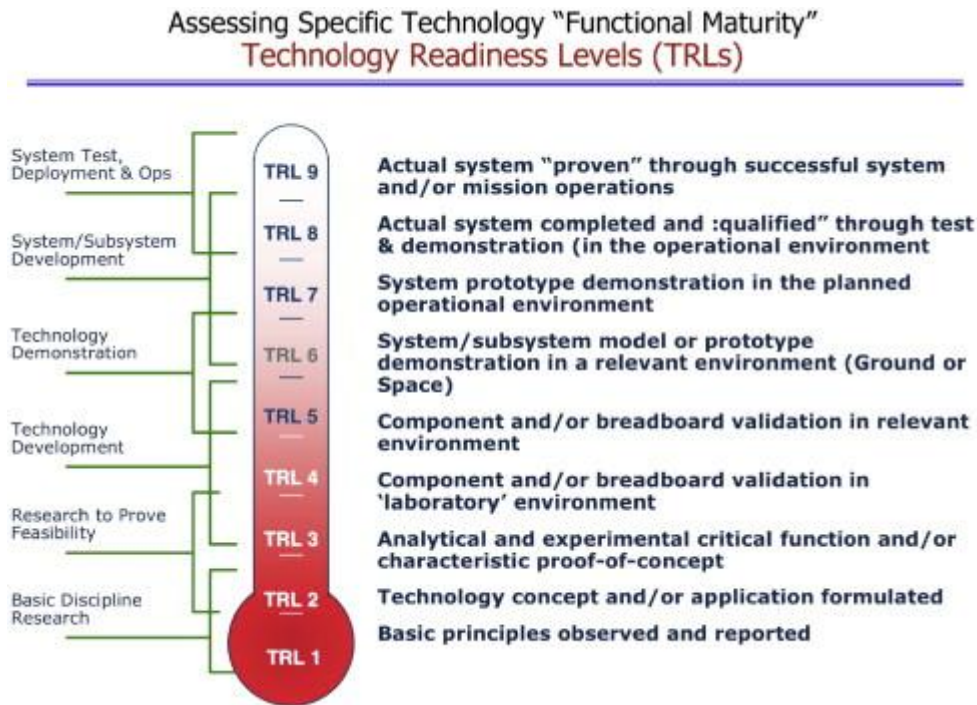 Assessing Specific Technology “Functional Maturity”
Technology Readiness Levels (TRLs)
System Test,
Deployment & Ops
System/Subsystem
Development
Technology
Demonstration
Technology
Development
Research to Prove
Feasibility
Basic Discipline
Research
TRL 9
TRL 8
TRL 7
TRL 6
TRL 5
TRL 4
TRL 3
TRL 2
TRL 1
Actual system “proven” through successful system
and/or mission operations
Actual system completed and :qualified” through test
& demonstration (in the operational environment
System prototype demonstration in the planned
operational environment
System/subsystem model or prototype
demonstration in a relevant environment (Ground or
Space)
Component and/or breadboard validation in relevant
environment
Component and/or breadboard validation in
‘laboratory’ environment
Analytical and experimental critical function and/or
characteristic proof-of-concept
Technology concept and/or application formulated
Basic principles observed and reported